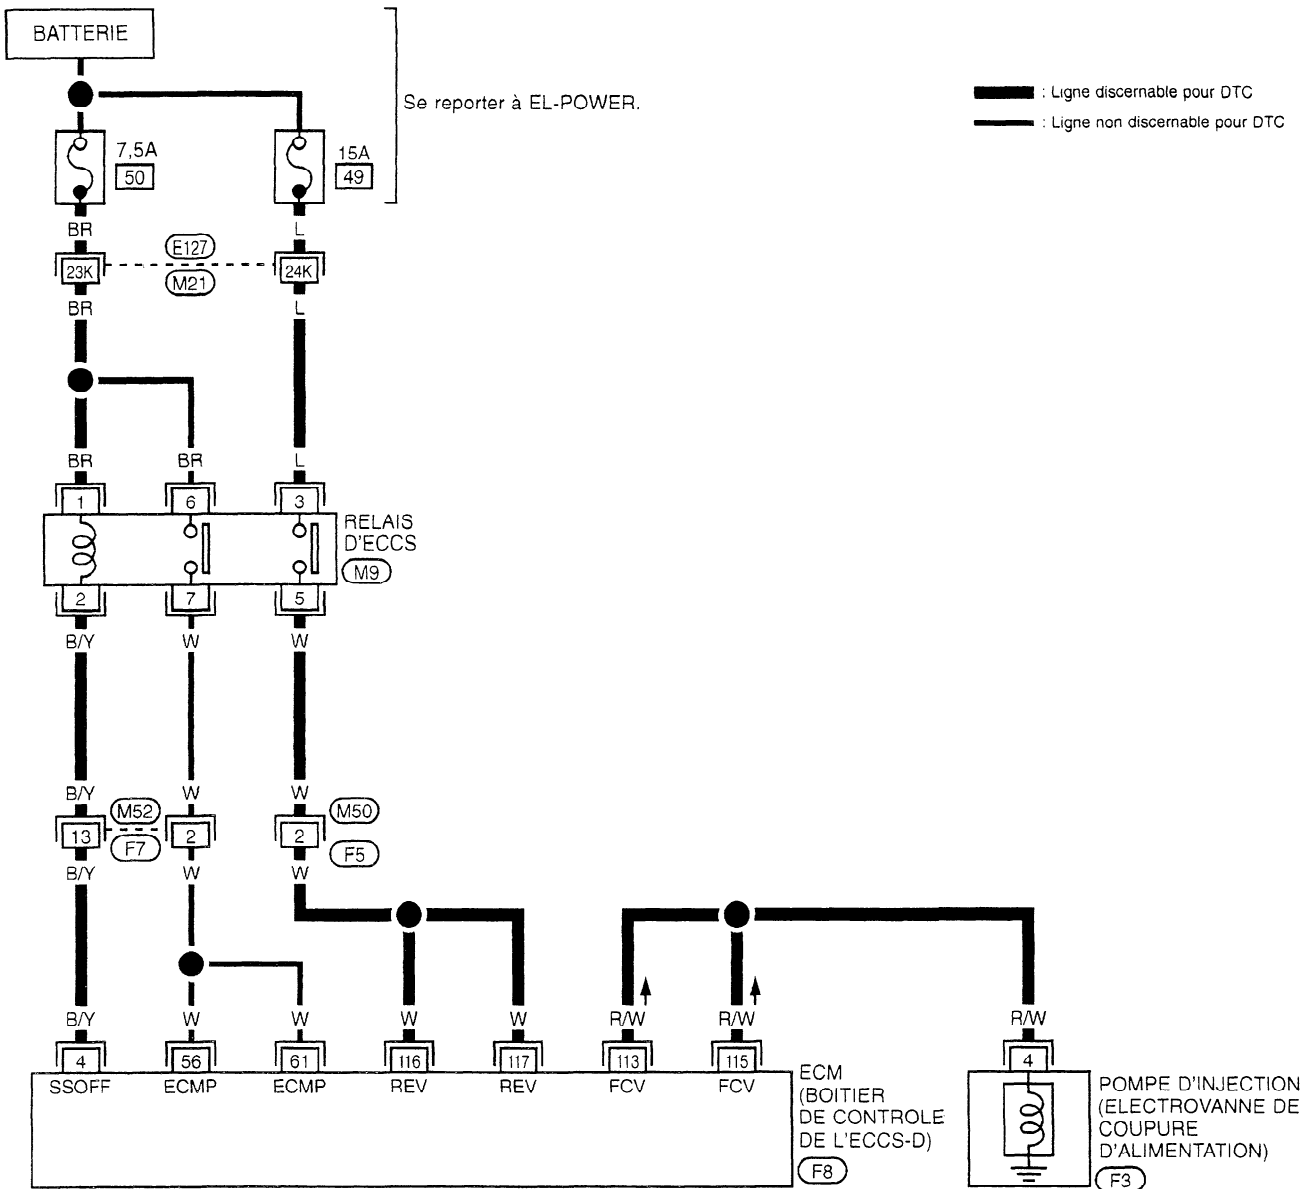 BATTERIE
Se reporter à EL-POWER.
: Ligne discernable pour DTC
: Ligne non discernable pour DTC
7,5A
50
15A
49
BR
L
E127
23K
24K
M21
BR
L
BR
BR
L
1
6
3
RELAIS
D'ECCS
M9
2
7
5
B/Y
W
W
B/Y
W
W
M52
M50
13
2
2
F7
F5
B/Y
W
W
B/Y
W
W
W
W
R/W
R/W
R/W
4
56
61
116
117
113
115
4
SSOFF
ECMP
ECMP
REV
REV
FCV
FCV
ECM
(BOITIER
DE CONTROLE
DE L'ECCS-D)
F8
POMPE D'INJECTION
(ELECTROVANNE DE
COUPURE
D'ALIMENTATION)
F3